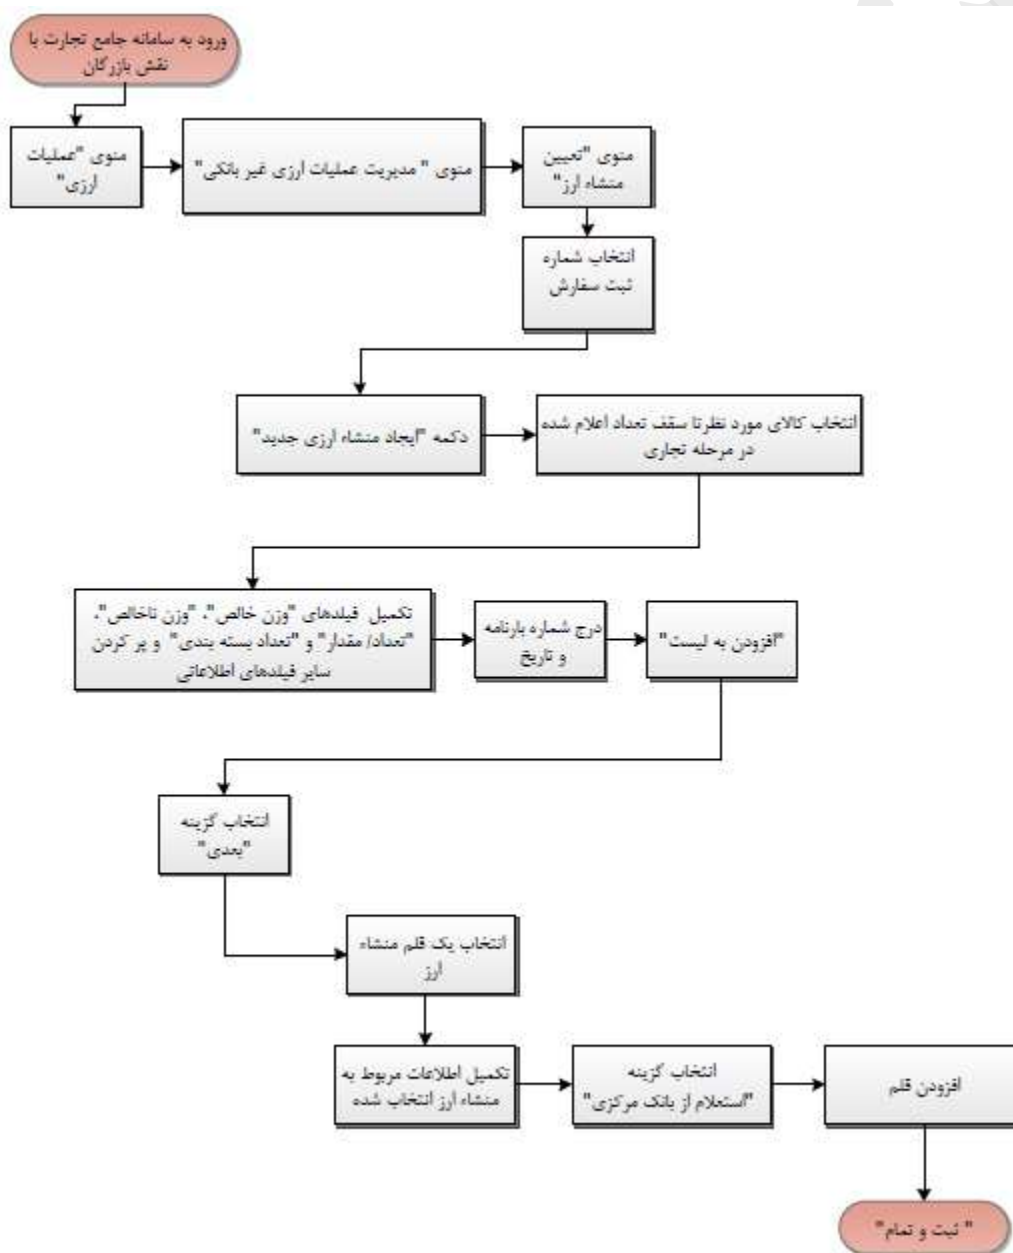 ورود به سامانه جامع تجارت با
نقش بازرگان
منوی "عملیات
ارزی"
منوی " مدیریت عملیات ارزی غیر بانکی"
منوی "تعیین
منشاء ارز"
انتخاب شماره
ثبت سفارش
دکمه "ایجاد منشاء ارزی جدید"
انتخاب کالای مورد نظرتا سقف تعداد اعلام شده
در مرحله تجاری
تکمیل فیلدهای "وزن خالص"، "وزن ناخالص"،
"تعداد/ مقدار" و "تعداد بسته بندی" و پر کردن
سایر فیلدهای اطلاعاتی
درج شماره بارنامه
و تاریخ
"افزودن به لیست"
انتخاب گزینه
"بعدی"
انتخاب یک قلم منشاء
ارز
تکمیل اطلاعات مربوط به
منشاء ارز انتخاب شده
انتخاب گزینه
"استعلام از بانک مرکزی"
افزودن قلم
" ثبت و تمام"